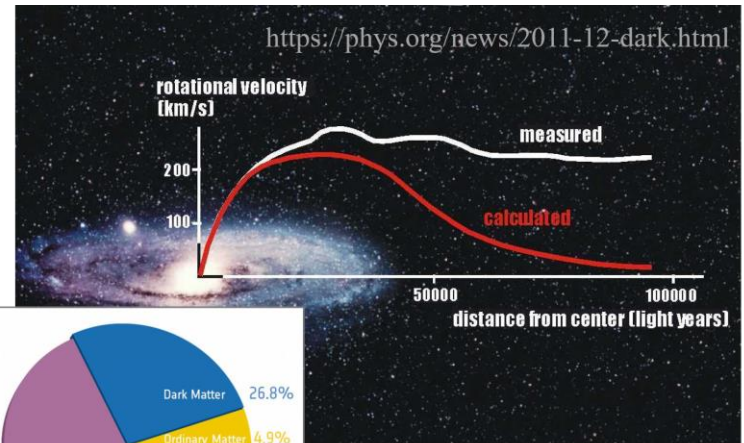 https://phys.org/news/2011-12-dark.html
rotational velocity
(km/s)
measured
200
100
calculated
50000
100000
distance from center (light years)
Dark Matter 26.8%
Ordinary Matter 4.9%